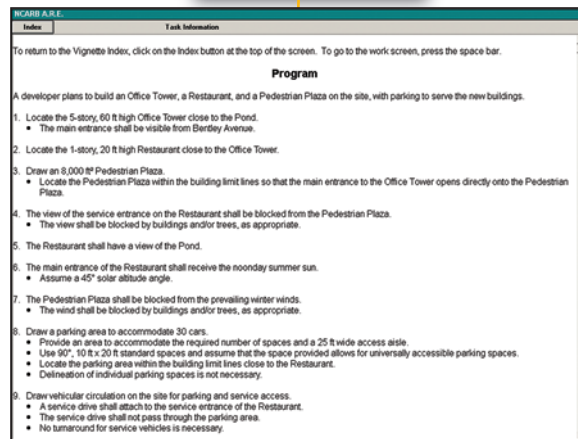 NCARB A.R.E.
Index
Task Information
To return to the Vignette Index, click on the Index button at the top of the screen. To go to the work screen, press the space bar.
Program
A developer plans to build an Office Tower, a Restaurant, and a Pedestrian Plaza on the site, with parking to serve the new buildings.
1. Locate the 5-story, 60 ft high Office Tower close to the Pond.
• The main entrance shall be visible from Bentley Avenue.
2. Locate the 1-story, 20 ft high Restaurant close to the Office Tower.
3. Draw an 8,000 ft² Pedestrian Plaza.
• Locate the Pedestrian Plaza within the building limit lines so that the main entrance to the Office Tower opens directly onto the Pedestrian
Plaza.
4. The view of the service entrance on the Restaurant shall be blocked from the Pedestrian Plaza.
• The view shall be blocked by buildings and/or trees, as appropriate.
5. The Restaurant shall have a view of the Pond.
6. The main entrance of the Restaurant shall receive the noonday summer sun.
• Assume a 45° solar altitude angle.
7. The Pedestrian Plaza shall be blocked from the prevailing winter winds.
• The wind shall be blocked by buildings and/or trees, as appropriate.
8. Draw a parking area to accommodate 30 cars.
• Provide an area to accommodate the required number of spaces and a 25 ft wide access aisle.
• Use 90°, 10 ft x 20 ft standard spaces and assume that the space provided allows for universally accessible parking spaces.
• Locate the parking area within the building limit lines close to the Restaurant.
• Delineation of individual parking spaces is not necessary.
9. Draw vehicular circulation on the site for parking and service access.
• A service drive shall attach to the service entrance of the Restaurant.
• The service drive shall not pass through the parking area.
• No turnaround for service vehicles is necessary.